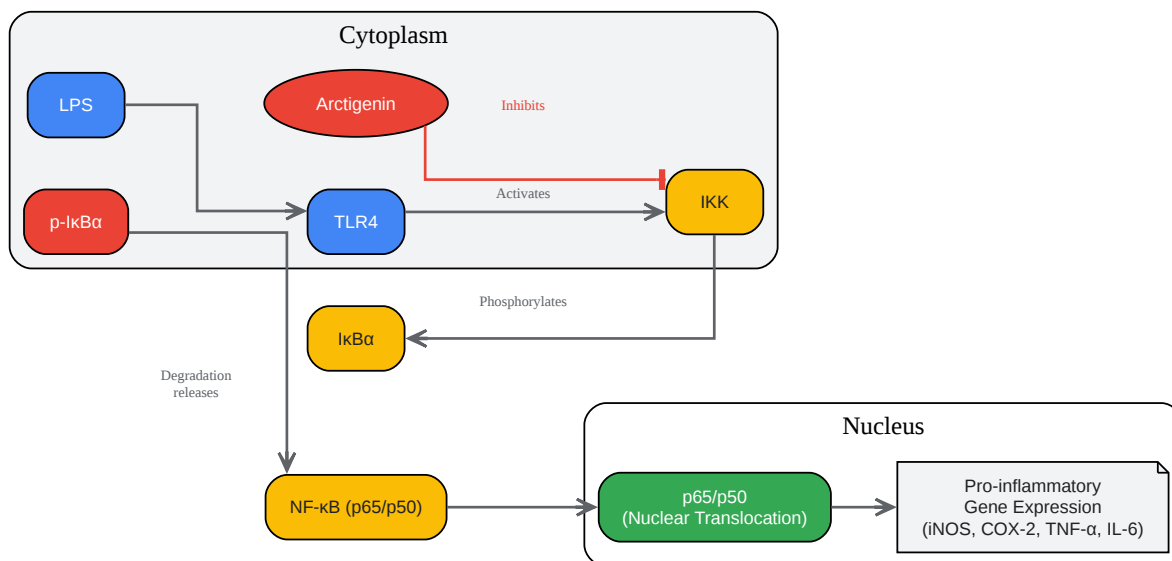 Cytoplasm
LPS
Arctigenin
Inhibits
p-IκBα
TLR4
Activates
IKK
IκBα
Phosphorylates
Degradation
releases
Nucleus
NF-κB (p65/p50)
p65/p50
(Nuclear Translocation)
Pro-inflammatory
Gene Expression
(iNOS, COX-2, TNF-α, IL-6)